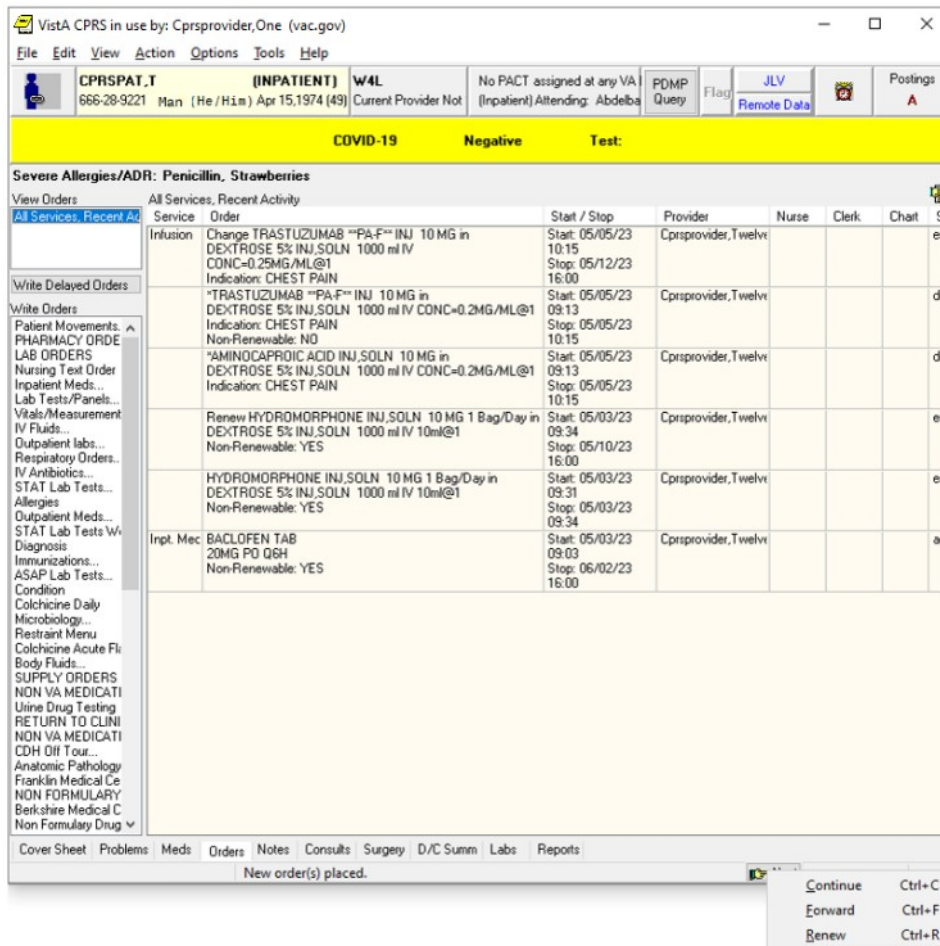 VistA CPRS in use by: Cprsprovider,One (vac.gov)
File Edit View Action Options Tools Help
CPRSPAT,T (INPATIENT) W4L No PACT assigned at any VA PDMP Flag JLV Postings
666-28-9221 Man (He/Him) Apr 15,1974 (49) Current Provider Not (Inpatient) Attending: Abdelba Query Remote Data A
COVID-19 Negative Test:
Severe Allergies/ADR: Penicillin, Strawberries
View Orders
All Services, Recent Ac
Write Delayed Orders
Write Orders
Patient Movements.
PHARMACY ORDE
LAB ORDERS
Nursing Text Order
Inpatient Meds...
Lab Tests/Panels...
Vitals/Measurement
IV Fluids...
Outpatient labs...
Respiratory Orders..
IV Antibiotics...
STAT Lab Tests...
Allergies
Outpatient Meds...
STAT Lab Tests W
Diagnosis
Immunizations...
ASAP Lab Tests...
Condition
Colchicine Daily
Microbiology...
Restraint Menu
Colchicine Acute Fl
Body Fluids...
SUPPLY ORDERS
NON VA MEDICATI
Urine Drug Testing
RETURN TO CLINI
NON VA MEDICATI
CDH Off Tour...
Anatomic Pathology
Franklin Medical Ce
NON FORMULARY
Berkshire Medical C
Non Formulary Drug
All Services, Recent Activity
Service Order Start / Stop Provider Nurse Clerk Chart S
Infusion Change TRASTUZUMAB **PA-F** INJ 10 MG in Start: 05/05/23 Cprsprovider,Twelve e
DEXTROSE 5% INJ,SOLN 1000 ml IV 10:15
CONC=0.25MG/ML@1 Stop: 05/12/23
Indication: CHEST PAIN 16:00
*TRASTUZUMAB **PA-F** INJ 10 MG in Start: 05/05/23 Cprsprovider,Twelve d
DEXTROSE 5% INJ,SOLN 1000 ml IV CONC=0.2MG/ML@1 09:13
Indication: CHEST PAIN Stop: 05/05/23
Non-Renewable: NO 10:15
*AMINOCAPROIC ACID INJ,SOLN 10 MG in Start: 05/05/23 Cprsprovider,Twelve d
DEXTROSE 5% INJ,SOLN 1000 ml IV CONC=0.2MG/ML@1 09:13
Indication: CHEST PAIN Stop: 05/05/23
10:15
Renew HYDROMORPHONE INJ,SOLN 10 MG 1 Bag/Day in Start: 05/03/23 Cprsprovider,Twelve e
DEXTROSE 5% INJ,SOLN 1000 ml IV 10ml@1 09:34
Non-Renewable: YES Stop: 05/10/23
16:00
HYDROMORPHONE INJ,SOLN 10 MG 1 Bag/Day in Start: 05/03/23 Cprsprovider,Twelve e
DEXTROSE 5% INJ,SOLN 1000 ml IV 10ml@1 09:31
Non-Renewable: YES Stop: 05/03/23
09:34
Inpt. Mec BACLOFEN TAB Start: 05/03/23 Cprsprovider,Twelve a
20MG PO Q6H 09:03
Non-Renewable: YES Stop: 06/02/23
16:00
Cover Sheet Problems Meds Orders Notes Consults Surgery D/C Summ Labs Reports
New order(s) placed.
Continue Ctrl+C
Forward Ctrl+F
Renew Ctrl+R